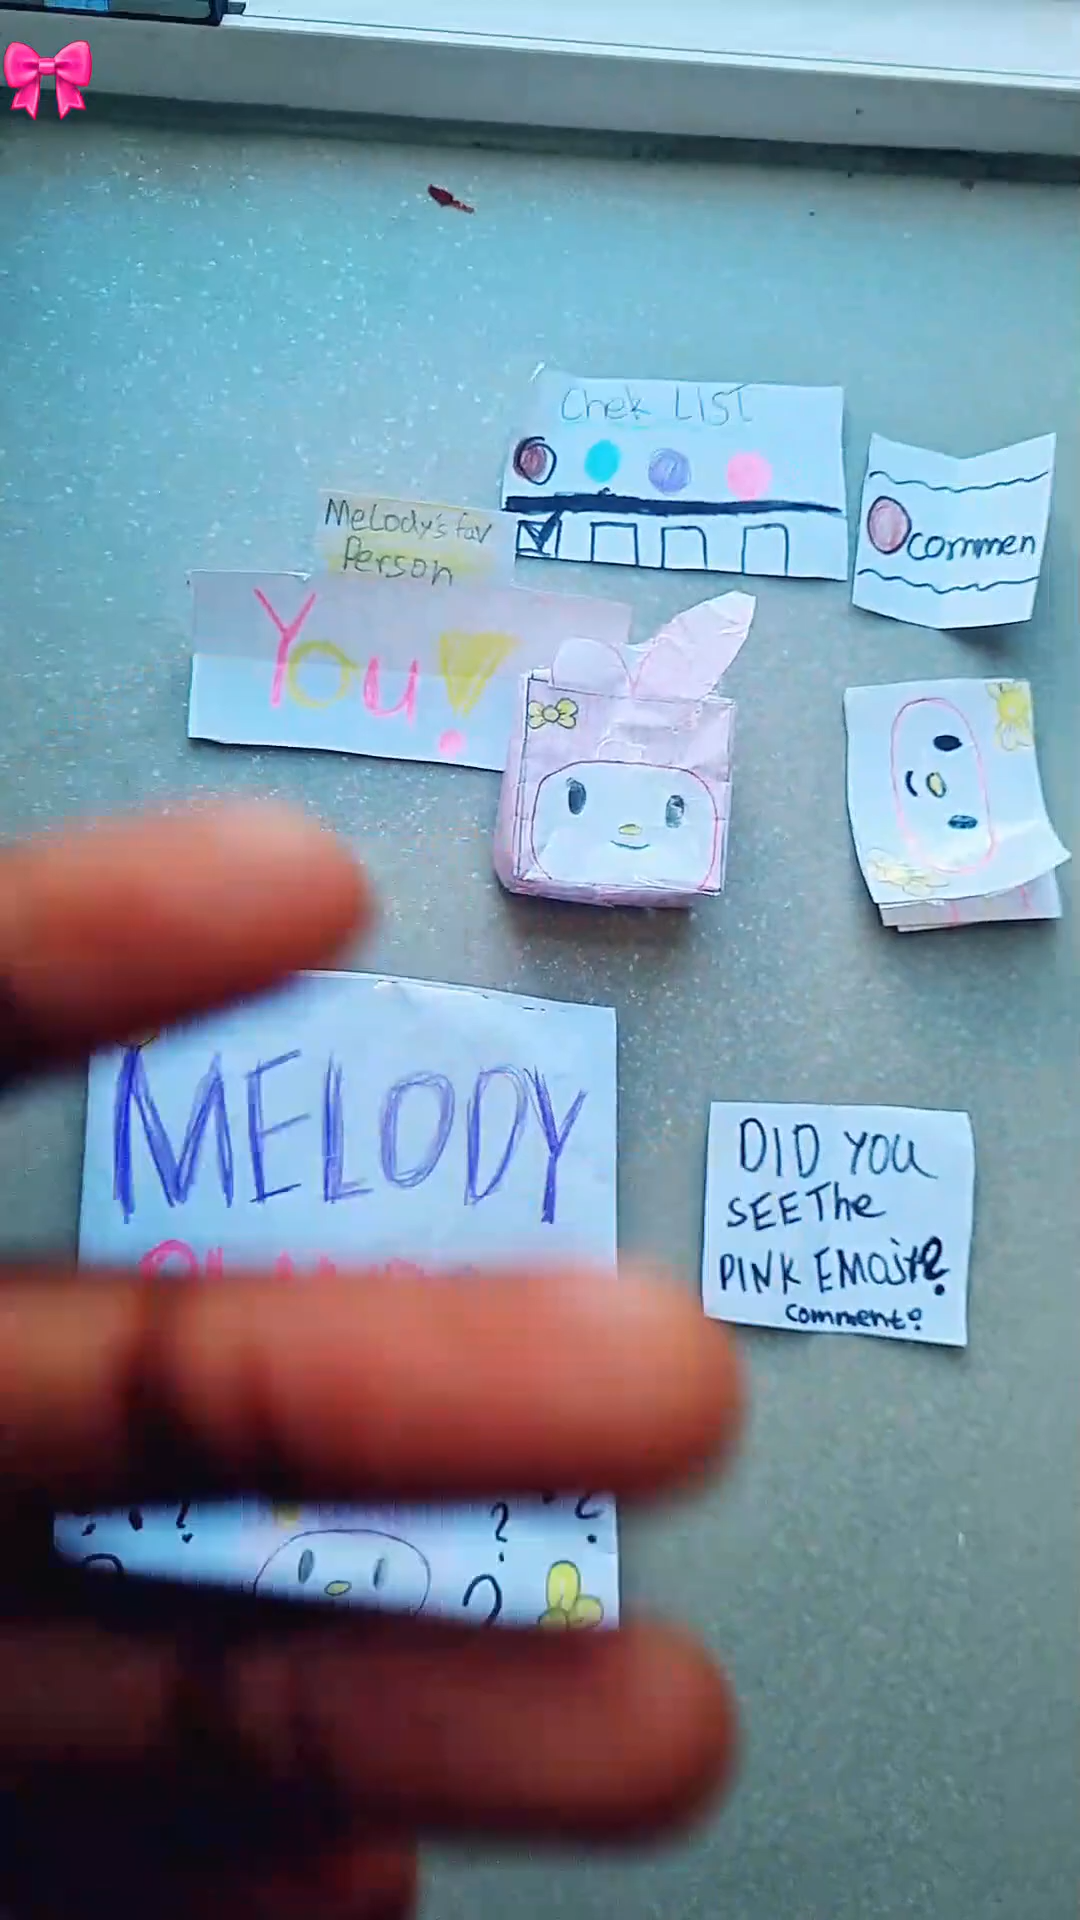 Chek LIST
commen
MeLody's fav
Person
You!
MELODY
DID YOU
SEE The
PINK EMOJI?
comment?
? ? ? ?
?